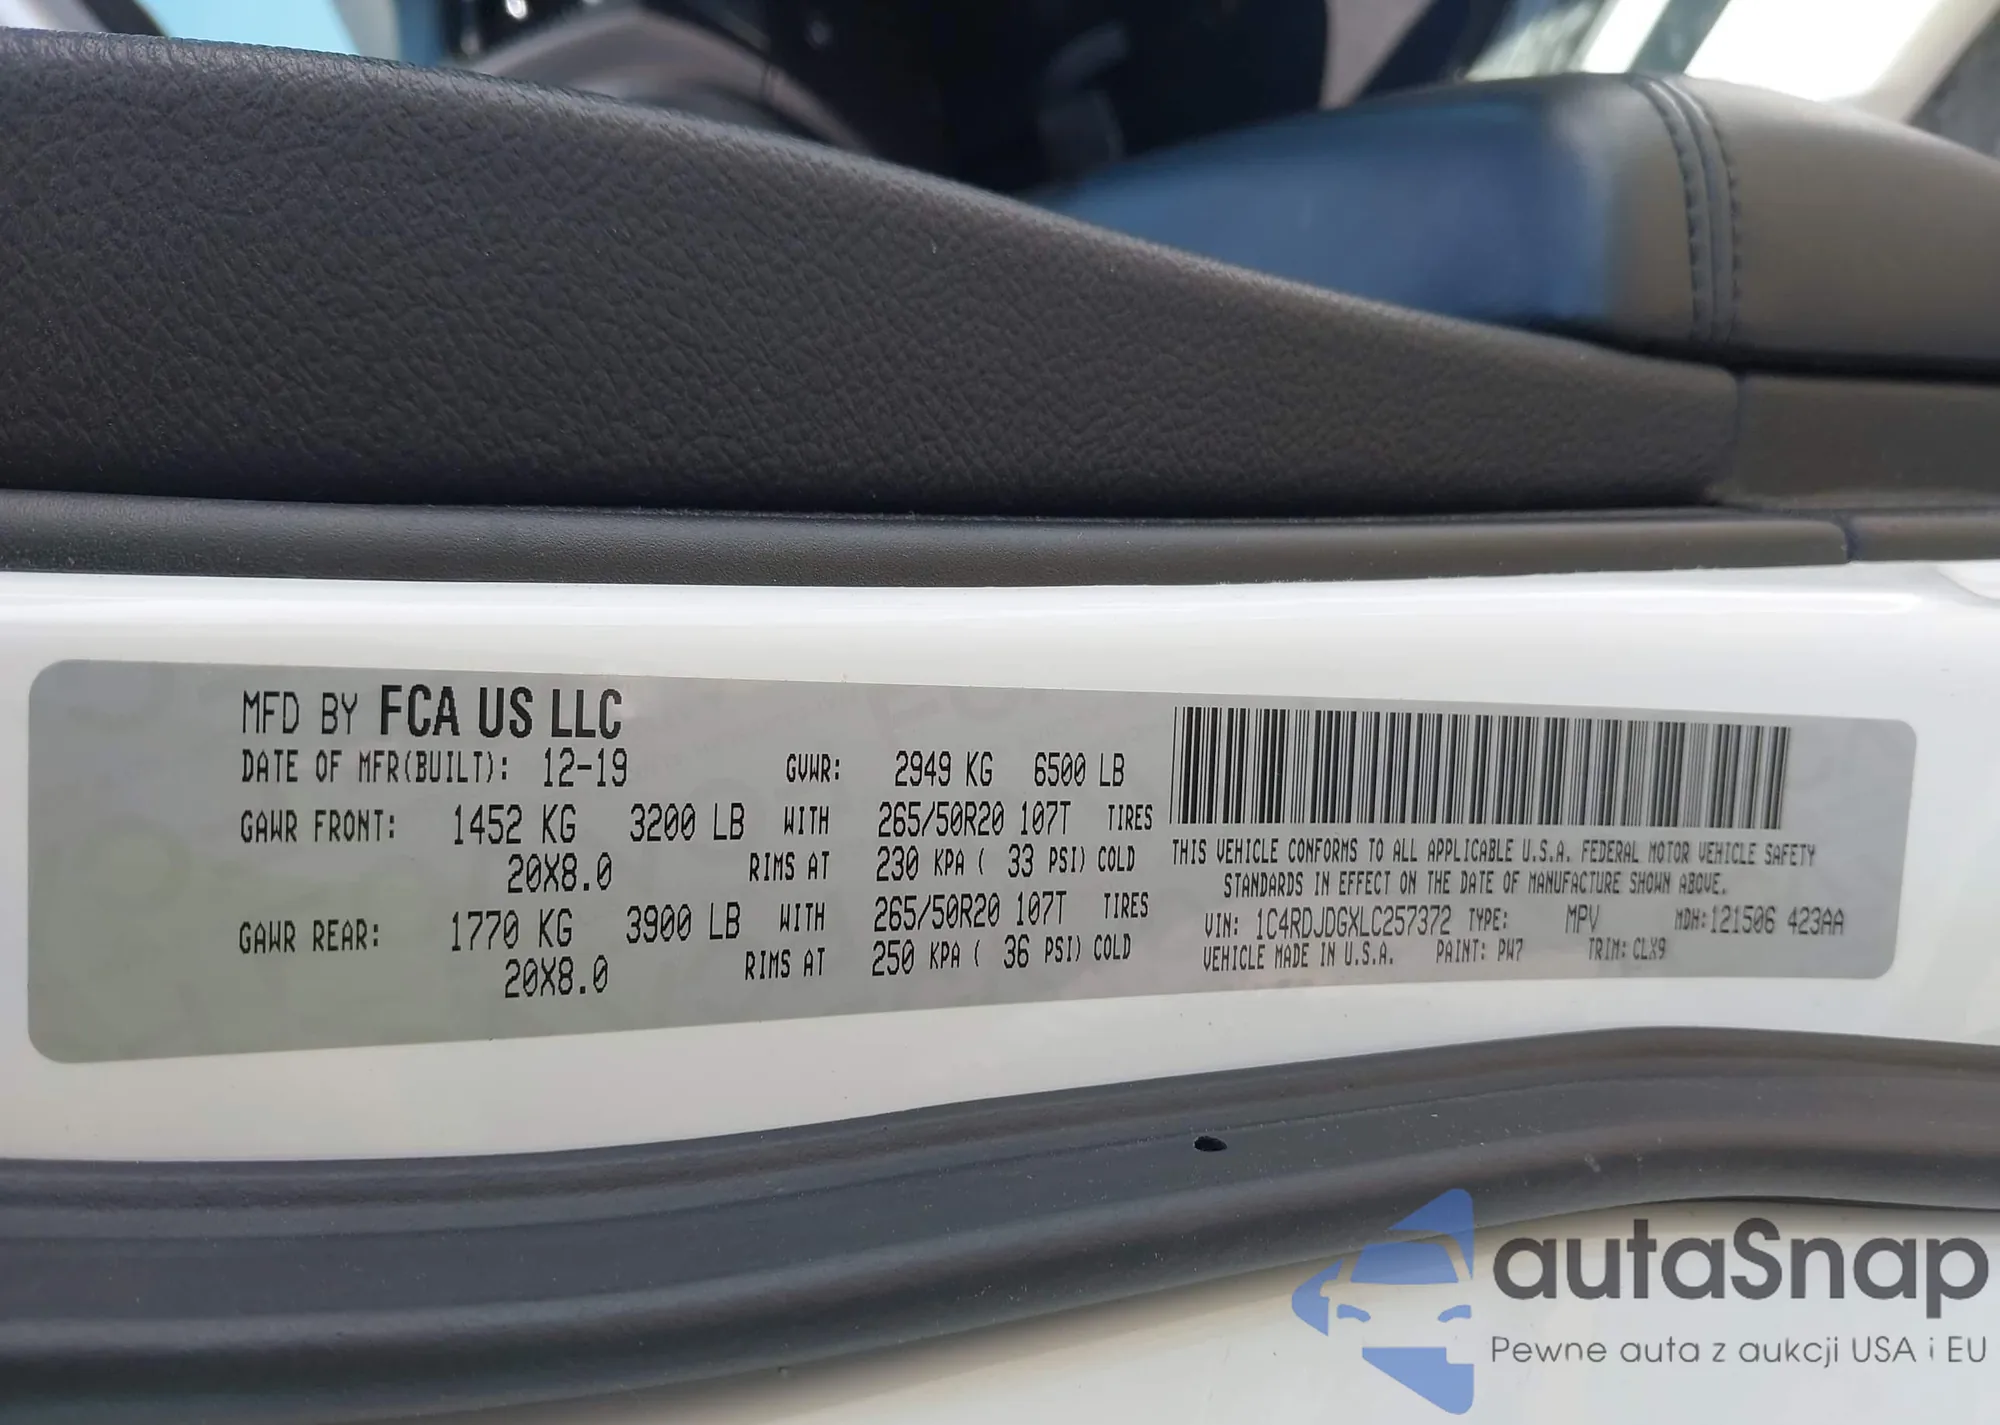 MFD BY FCA US LLC
DATE OF MFR(BUILT): 12-19 GVWR: 2949 KG 6500 LB
GAWR FRONT: 1452 KG 3200 LB WITH 265/50R20 107T TIRES
20X8.0 RIMS AT 230 KPA ( 33 PSI) COLD
GAWR REAR: 1770 KG 3900 LB WITH 265/50R20 107T TIRES
20X8.0 RIMS AT 250 KPA ( 36 PSI) COLD
THIS VEHICLE CONFORMS TO ALL APPLICABLE U.S.A. FEDERAL MOTOR VEHICLE SAFETY
STANDARDS IN EFFECT ON THE DATE OF MANUFACTURE SHOWN ABOVE.
VIN: 1C4RDJDGXLC257372 TYPE: MPV MDH: 121506 423AA
VEHICLE MADE IN U.S.A. PAINT: PW7 TRIM: CLX9
autaSnap
Pewne auta z aukcji USA i EU